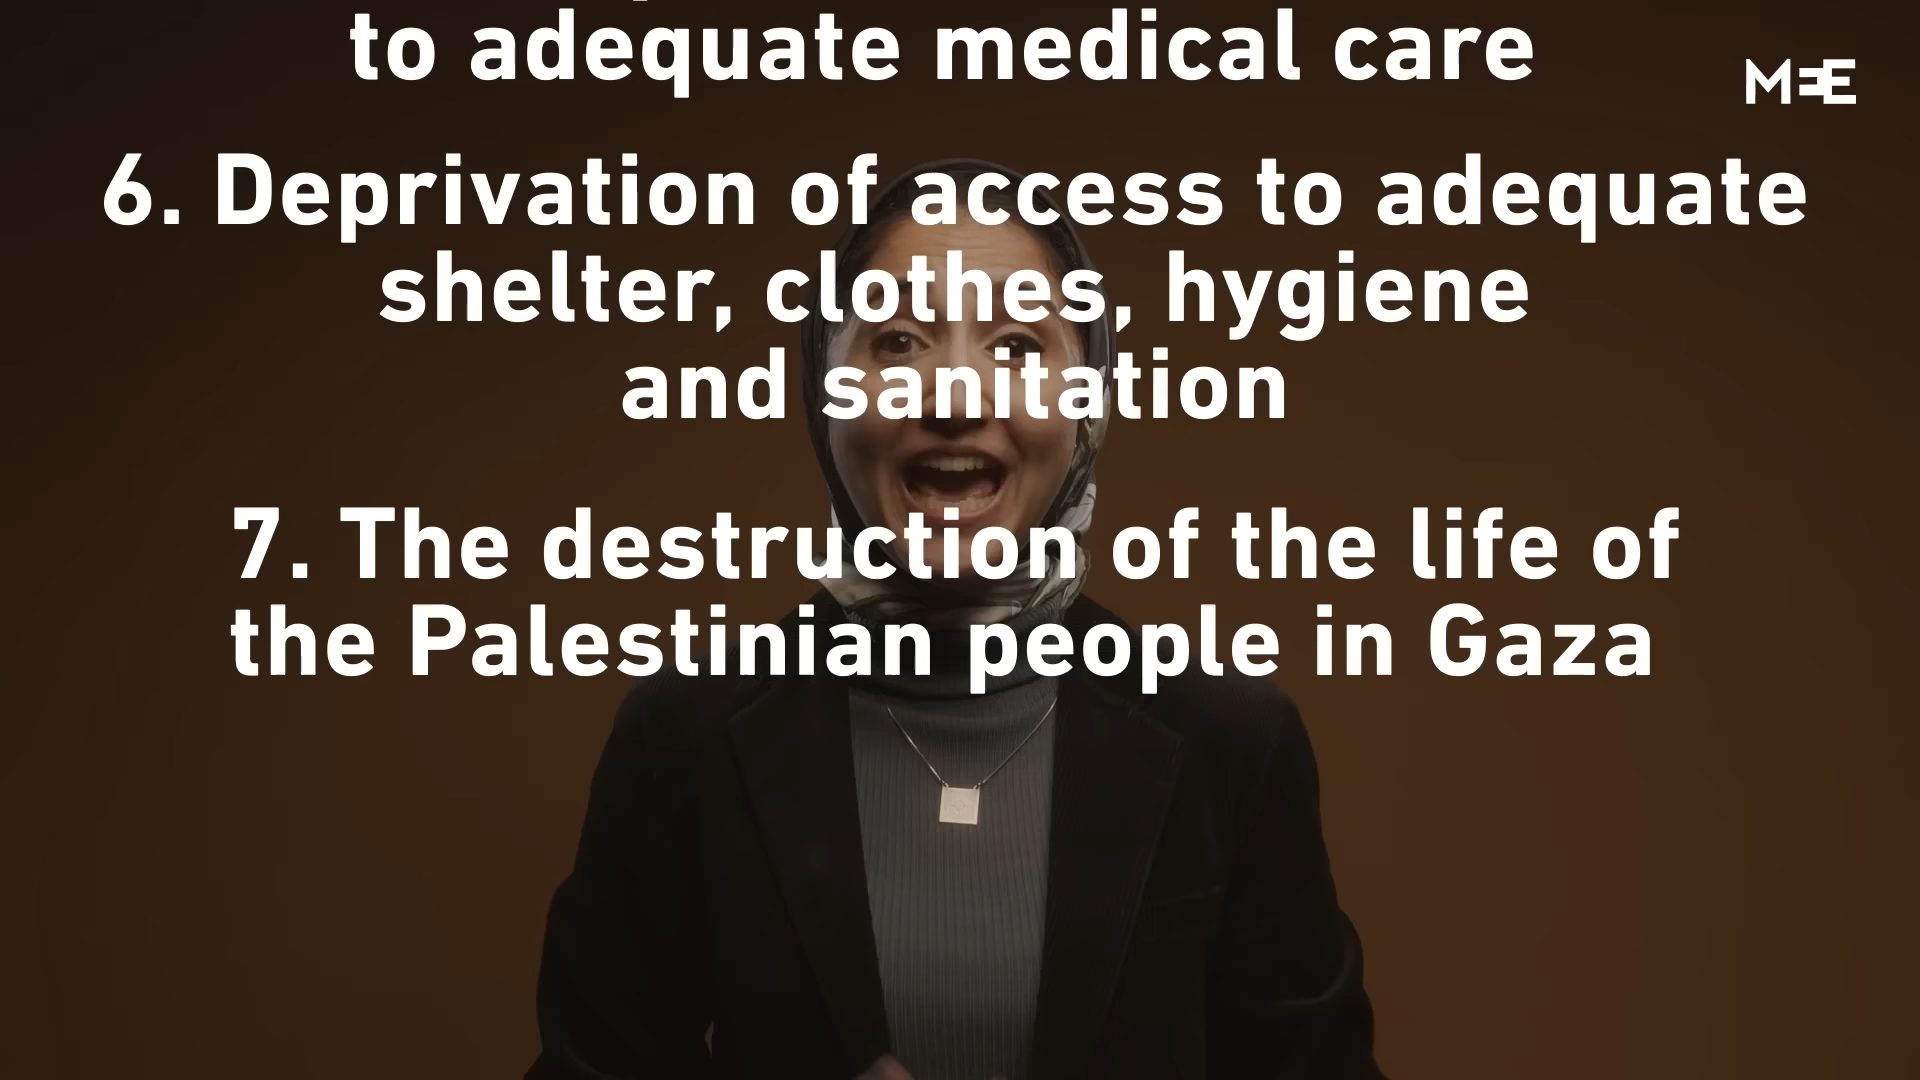 to adequate medical care
MEE
6. Deprivation of access to adequate
shelter, clothes, hygiene
and sanitation
7. The destruction of the life of
the Palestinian people in Gaza